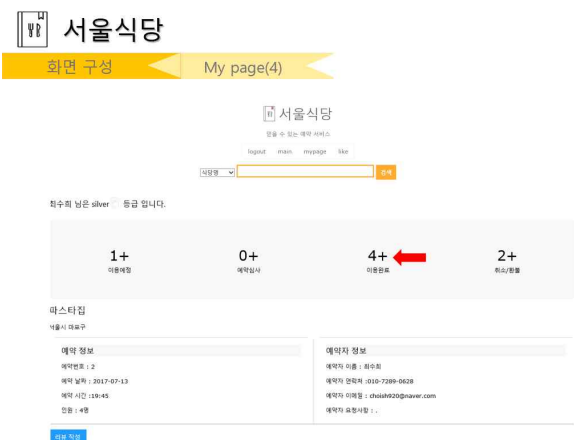 서울식당
화면 구성
My page(4)
서울식당
믿을 수 있는 예약 서비스
logout main mypage like
식당명 검색
최수희 님은 silver 등급 입니다.
1+ 0+ 4+ 2+
이용예정 예약심사 이용완료 취소/환불
파스타집
서울시 마포구
예약 정보
예약번호 : 2
예약 날짜 : 2017-07-13
예약 시간 :19:45
인원 : 4명
예약자 정보
예약자 이름 : 최수희
예약자 연락처 :010-7289-0628
예약자 이메일 : choish920@naver.com
예약자 요청사항 : .
리뷰 작성